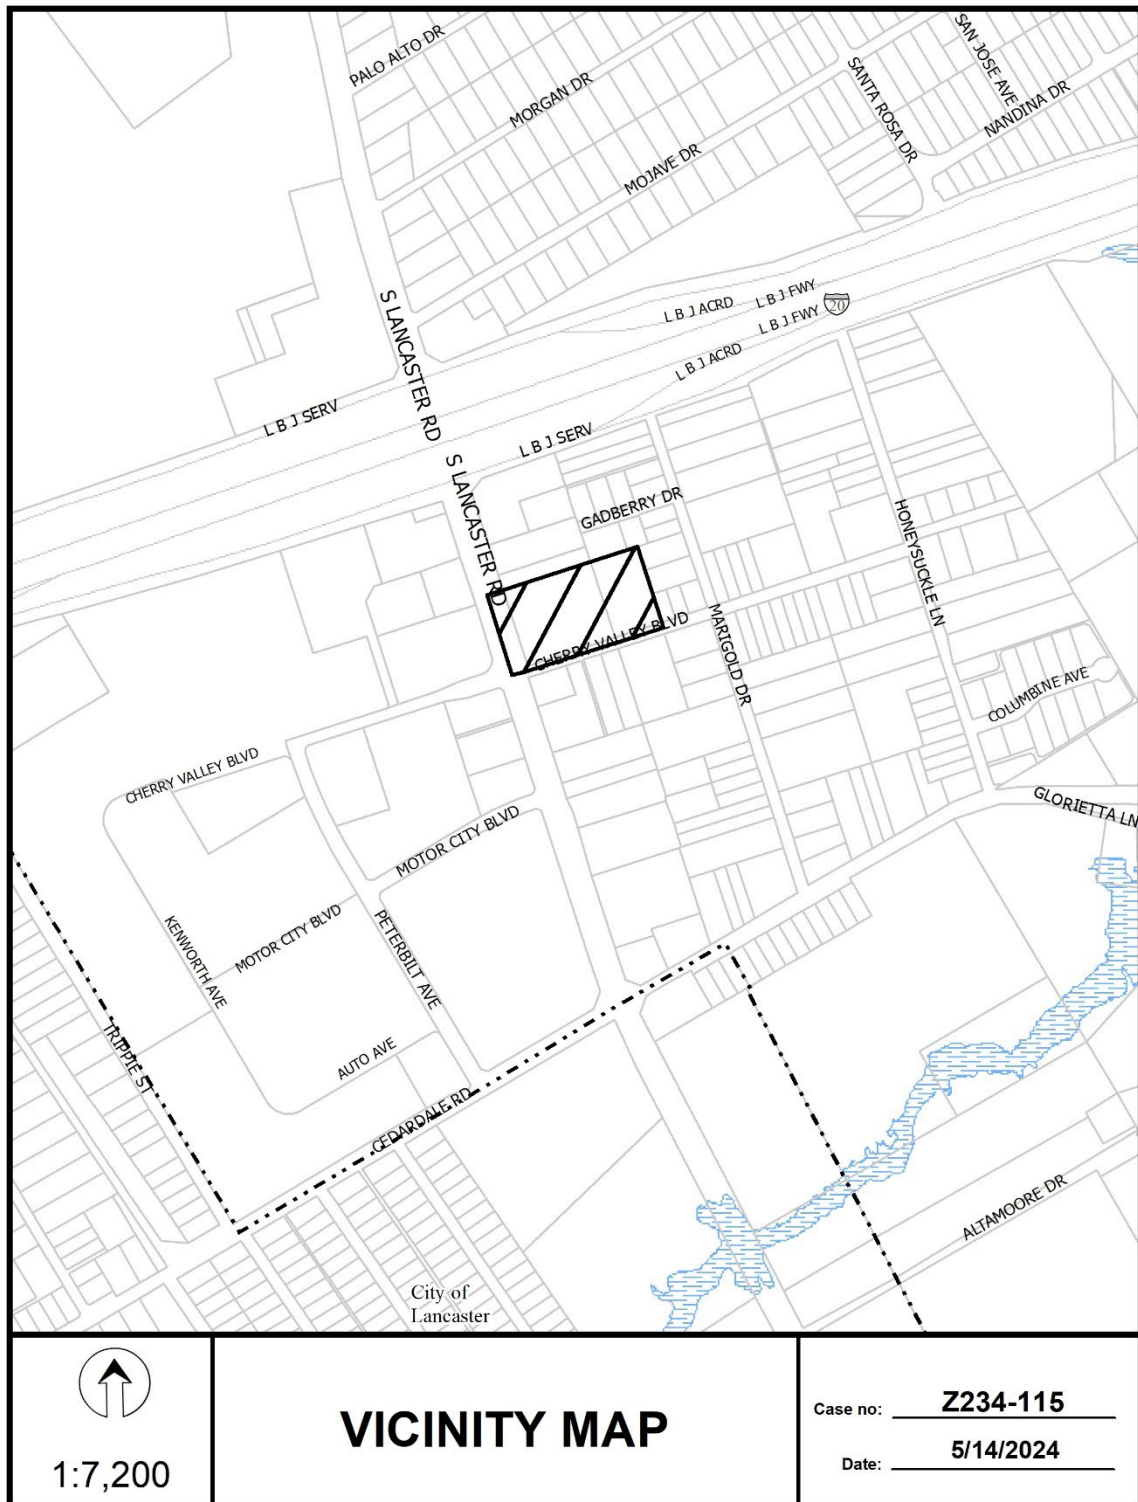 PALO ALTO DR
SAN JOSE AVE
MORGAN DR
SANTA ROSA DR
NANDINA DR
MOJAVE DR
S LANCASTER RD
L B J ACRD
L B J FWY
20
L B J FWY
L B J ACRD
L B J SERV
L B J SERV
S LANCASTER RD
GADBERRY DR
HONEYSUCKLE LN
MARIGOLD DR
CHERRY VALLEY BLVD
COLUMBINE AVE
CHERRY VALLEY BLVD
GLORIETTA LN
MOTOR CITY BLVD
MOTOR CITY BLVD
KENWORTH AVE
PETERBILT AVE
TRIPPIE ST
AUTO AVE
CEDARDALE RD
ALTAMOORE DR
City of
Lancaster
1:7,200
VICINITY MAP
Case no: Z234-115
Date: 5/14/2024